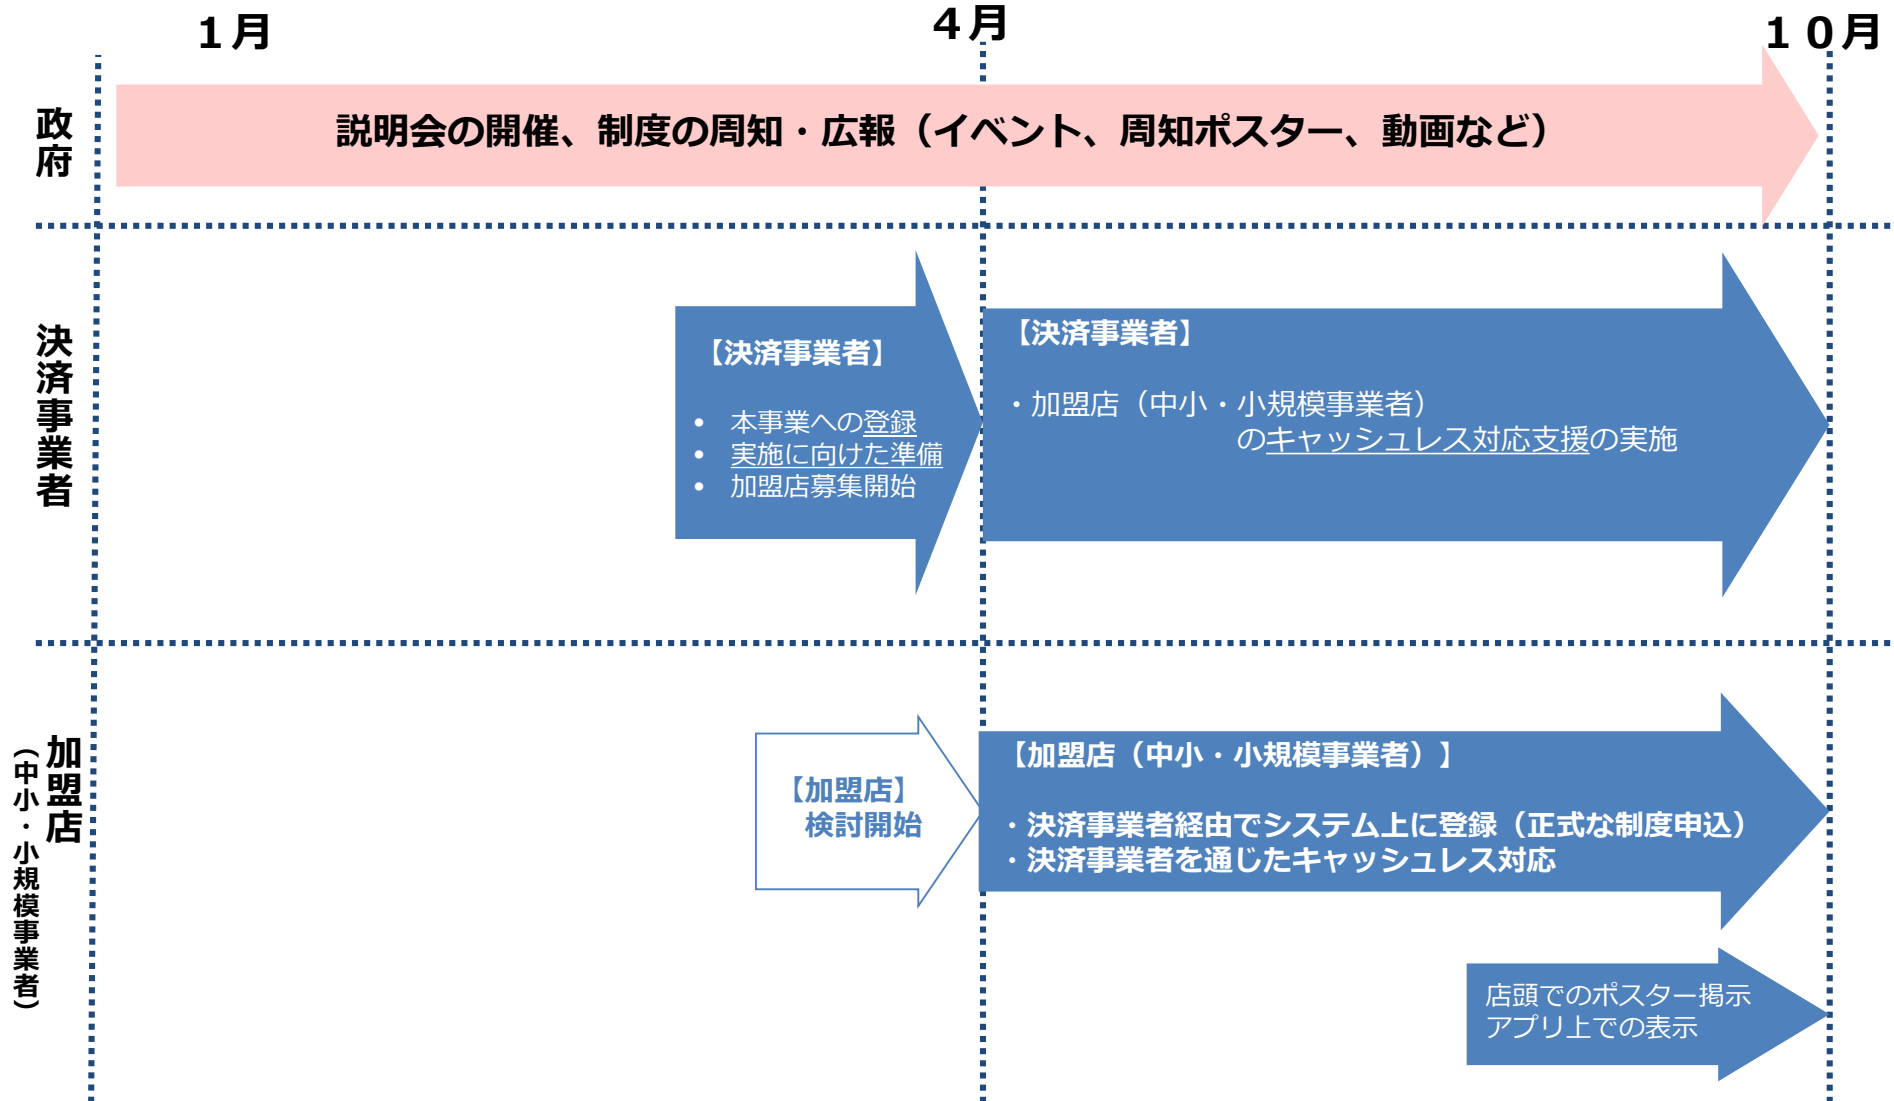 １月
４月
１０月
政府
説明会の開催、制度の周知・広報（イベント、周知ポスター、動画など）
決済事業者
【決済事業者】
• 本事業への登録
• 実施に向けた準備
• 加盟店募集開始
【決済事業者】
・加盟店（中小・小規模事業者）
のキャッシュレス対応支援の実施
加盟店
（中小・小規模事業者）
【加盟店】
検討開始
【加盟店（中小・小規模事業者）】
・決済事業者経由でシステム上に登録（正式な制度申込）
・決済事業者を通じたキャッシュレス対応
店頭でのポスター掲示
アプリ上での表示